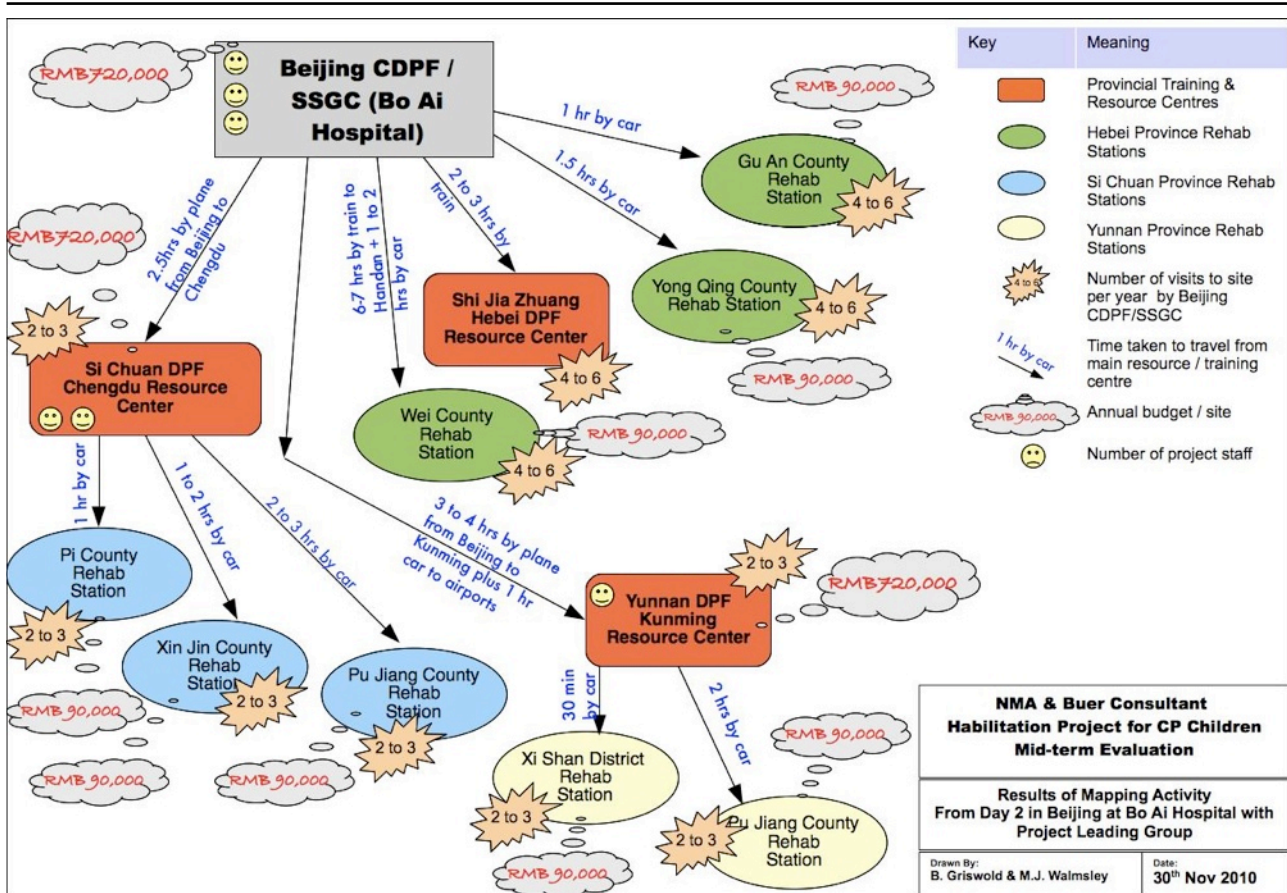 RMB720,000
Beijing CDPF /
SSGC (Bo Ai
Hospital)
RMB 90,000
1 hr by car
Gu An County
Rehab
Station
4 to 6
1.5 hrs by car
Yong Qing County
Rehab Station
4 to 6
RMB 90,000
2 to 3 hrs by
train
Shi Jia Zhuang
Hebei DPF
Resource Center
4 to 6
6-7 hrs by train to
Handan + 1 to 2
hrs by car
Wei County
Rehab
Station
4 to 6
RMB 90,000
2.5hrs by plane
from Beijing to
Chengdu
RMB720,000
2 to 3
Si Chuan DPF
Chengdu Resource
Center
1 hr by car
Pi County
Rehab
Station
2 to 3
RMB 90,000
1 to 2 hrs by car
Xin Jin County
Rehab
Station
2 to 3
RMB 90,000
2 to 3 hrs by car
Pu Jiang County
Rehab
Station
2 to 3
RMB 90,000
3 to 4 hrs by plane
from Beijing to
Kunming plus 1 hr
car to airports
2 to 3
RMB720,000
Yunnan DPF
Kunming
Resource Center
30 min
by car
Xi Shan District
Rehab
Station
2 to 3
RMB 90,000
2 hrs by car
RMB 90,000
Pu Jiang County
Rehab
Station
2 to 3
Key
Meaning
Provincial Training &
Resource Centres
Hebei Province Rehab
Stations
Si Chuan Province Rehab
Stations
Yunnan Province Rehab
Stations
4 to 6
Number of visits to site
per year by Beijing
CDPF/SSGC
1 hr by car
Time taken to travel from
main resource / training
centre
RMB 90,000
Annual budget / site
Number of project staff
NMA & Buer Consultant
Habilitation Project for CP Children
Mid-term Evaluation
Results of Mapping Activity
From Day 2 in Beijing at Bo Ai Hospital with
Project Leading Group
Drawn By:
B. Griswold & M.J. Walmsley
Date:
30th Nov 2010